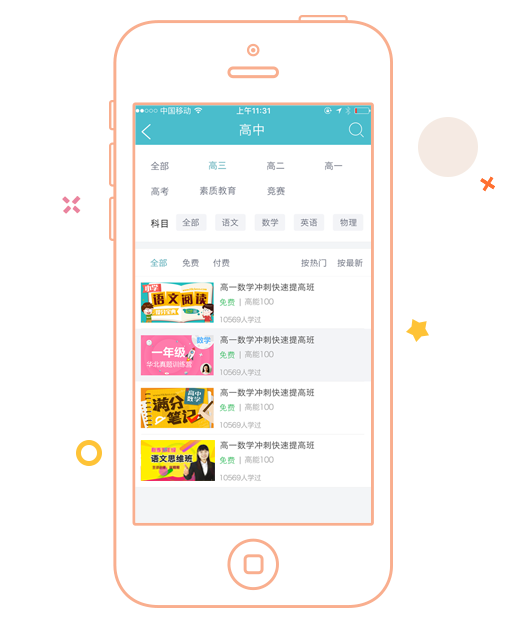 中国移动 上午11:31
高中
全部 高三 高二 高一
高考 素质教育 竞赛
科目 全部 语文 数学 英语 物理
全部 免费 付费 按热门 按最新
中学
语文阅读
高一数学冲刺快速提高班
免费 | 高能100
10569人学过
数学
一年级
华北真题训练营
高一数学冲刺快速提高班
免费 | 高能100
10569人学过
高中
数学
满分
笔记
高一数学冲刺快速提高班
免费 | 高能100
10569人学过
语文思维班
高一数学冲刺快速提高班
免费 | 高能100
10569人学过